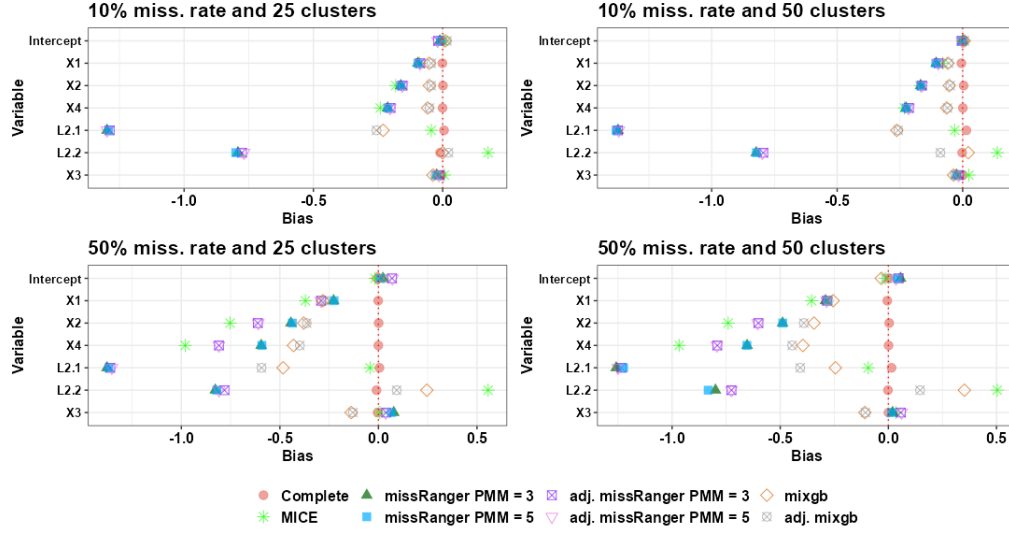 10% miss. rate and 25 clusters
Variable
Intercept
X1
X2
X4
L2.1
L2.2
X3
-1.0
-0.5
0.0
Bias
10% miss. rate and 50 clusters
Variable
Intercept
X1
X2
X4
L2.1
L2.2
X3
-1.0
-0.5
0.0
Bias
50% miss. rate and 25 clusters
Variable
Intercept
X1
X2
X4
L2.1
L2.2
X3
-1.0
-0.5
0.0
0.5
Bias
50% miss. rate and 50 clusters
Variable
Intercept
X1
X2
X4
L2.1
L2.2
X3
-1.0
-0.5
0.0
0.5
Bias
Complete
missRanger PMM = 3
adj. missRanger PMM = 3
mixgb
MICE
missRanger PMM = 5
adj. missRanger PMM = 5
adj. mixgb